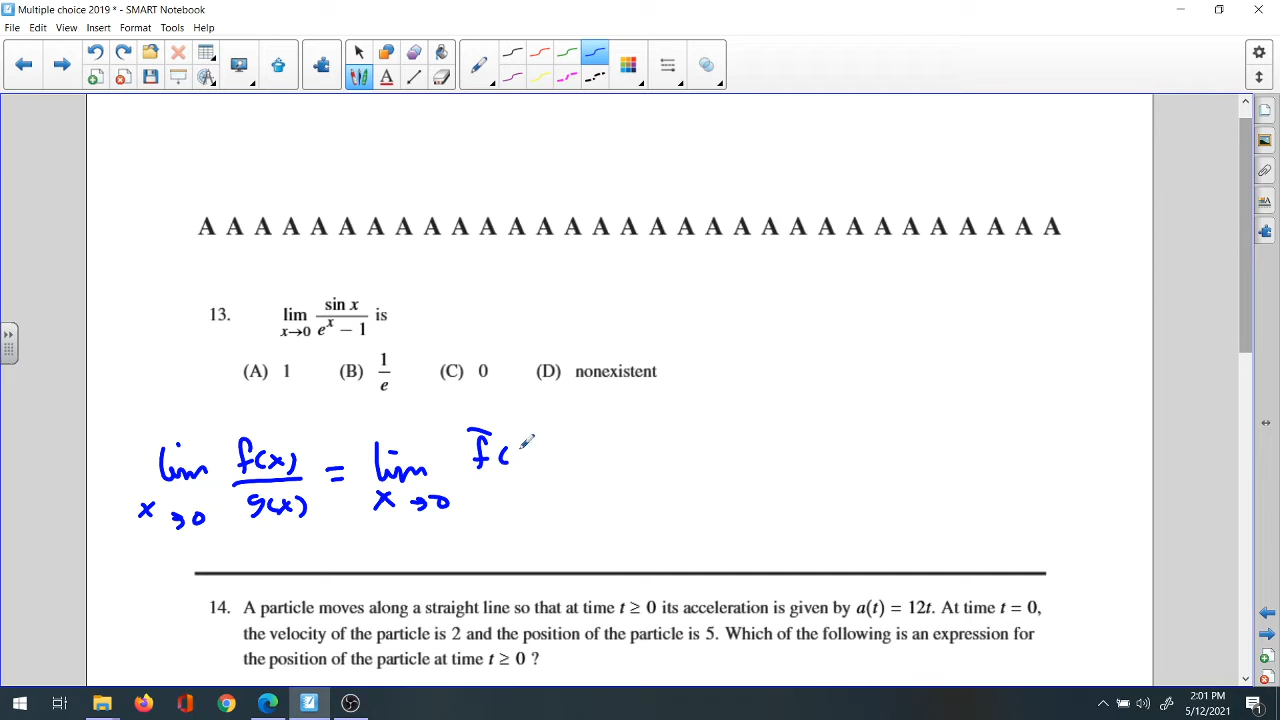 Multiple choice 2019 * - SMART Notebook
File Edit View Insert Format Tools Help
A A A A A A A A A A A A A A A A A A A A A A A A A A A A A A A
13. lim x→0 sin x / e^x − 1 is
(A) 1 (B) 1/e (C) 0 (D) nonexistent
lim x→0 f(x)/g(x) = lim x→0 f(
14. A particle moves along a straight line so that at time t ≥ 0 its acceleration is given by a(t) = 12t. At time t = 0,
the velocity of the particle is 2 and the position of the particle is 5. Which of the following is an expression for
the position of the particle at time t ≥ 0 ?
2:01 PM
5/12/2021